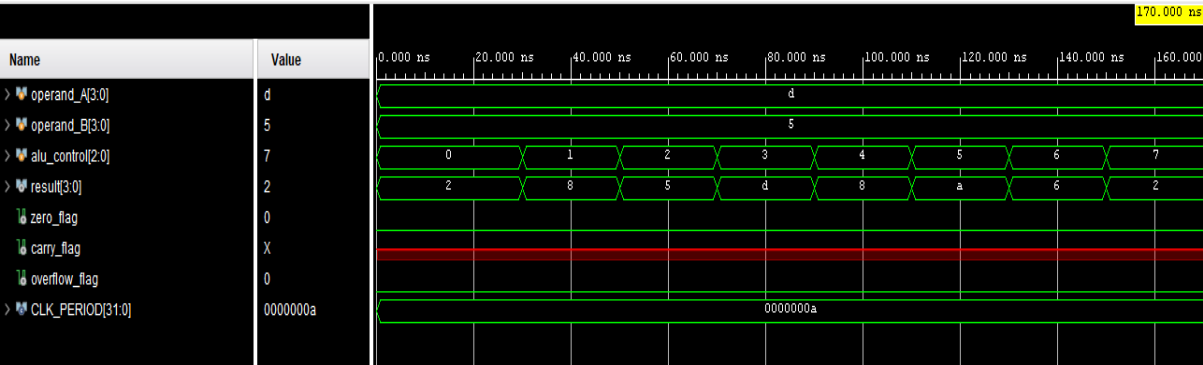 170.000 ns
Name Value 0.000 ns 20.000 ns 40.000 ns 60.000 ns 80.000 ns 100.000 ns 120.000 ns 140.000 ns 160.000
operand_A[3:0] d d
operand_B[3:0] 5 5
alu_control[2:0] 7 0 1 2 3 4 5 6 7
result[3:0] 2 2 8 5 d 8 a 6 2
zero_flag 0
carry_flag X
overflow_flag 0
CLK_PERIOD[31:0] 0000000a 0000000a